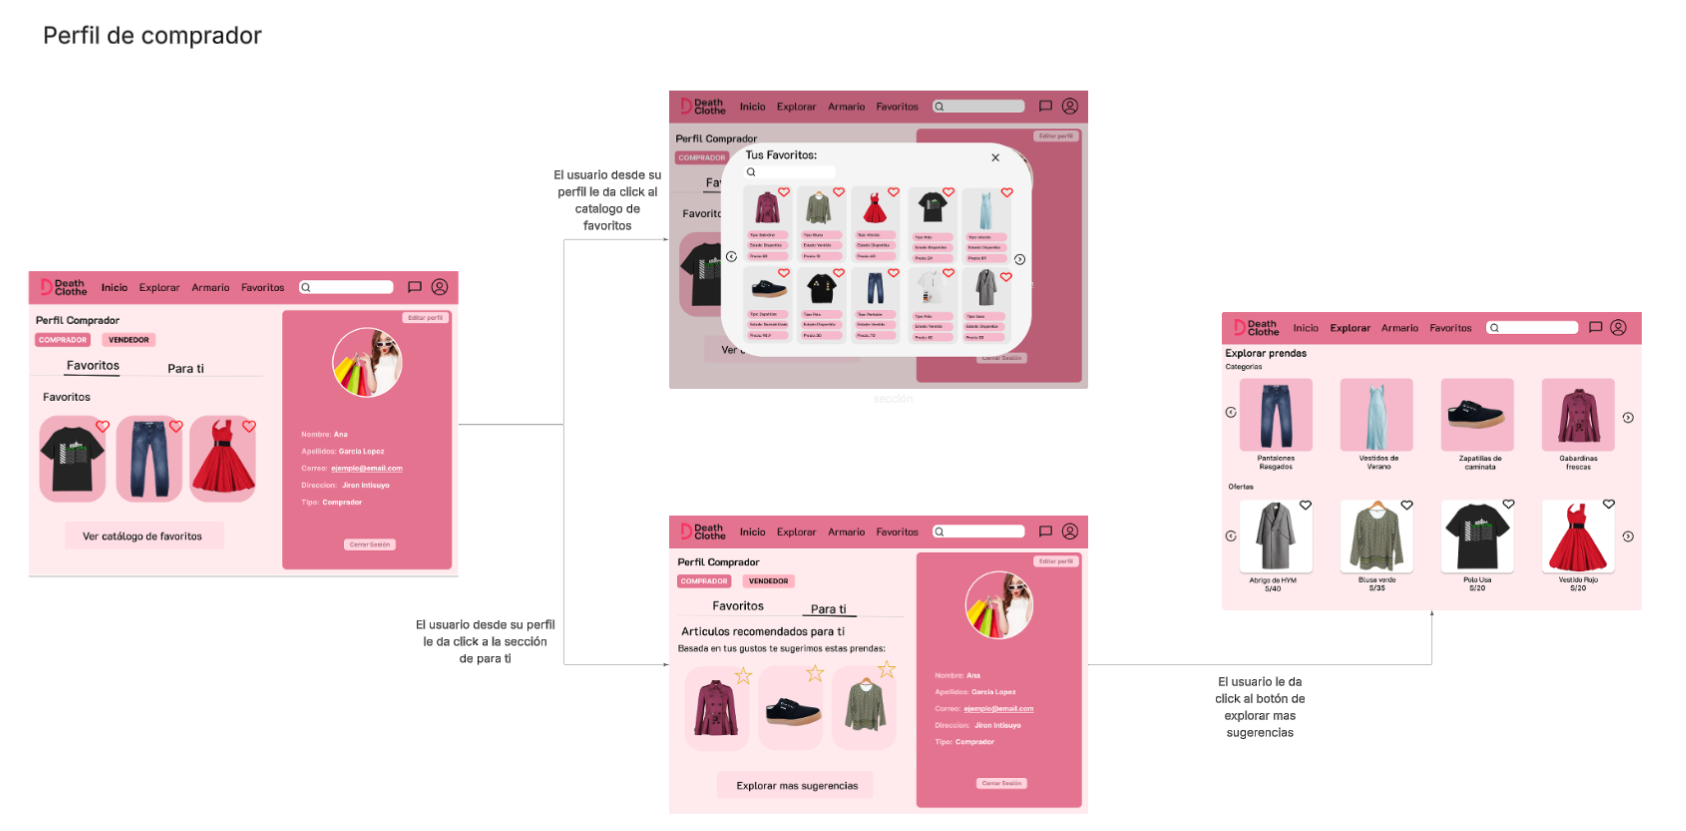 Perfil de comprador
El usuario desde su
perfil le da click al
catalogo de
favoritos
Death
Clothe
Inicio Explorar Armario Favoritos
Perfil Comprador
COMPRADOR VENDEDOR
Editar perfil
Favoritos Para ti
Favoritos
Ver catálogo de favoritos
Nombre: Ana
Apellidos: Garcia Lopez
Correo: ejemplo@email.com
Direccion: Jiron Intisuyo
Tipo: Comprador
Cerrar Sesión
Death
Clothe
Inicio Explorar Armario Favoritos
Perfil Comprador
COMPRADOR
Editar perfil
Tus Favoritos:
Fa
Favorito
Ver
Cerrar Sesión
sección
El usuario desde su perfil
le da click a la sección
de para ti
Death
Clothe
Inicio Explorar Armario Favoritos
Perfil Comprador
COMPRADOR VENDEDOR
Editar perfil
Favoritos Para ti
Articulos recomendados para ti
Basada en tus gustos te sugerimos estas prendas:
Explorar mas sugerencias
Nombre: Ana
Apellidos: Garcia Lopez
Correo: ejemplo@email.com
Direccion: Jiron Intisuyo
Tipo: Comprador
Cerrar Sesión
El usuario le da
click al botón de
explorar mas
sugerencias
Death
Clothe
Inicio Explorar Armario Favoritos
Explorar prendas
Categorias
Pantalones
Rasgados
Vestidos de
Verano
Zapatillas de
caminata
Gabardinas
frescas
Ofertas
Abrigo de HYM
S/40
Blusa verde
S/35
Polo Usa
S/20
Vestido Rojo
S/20